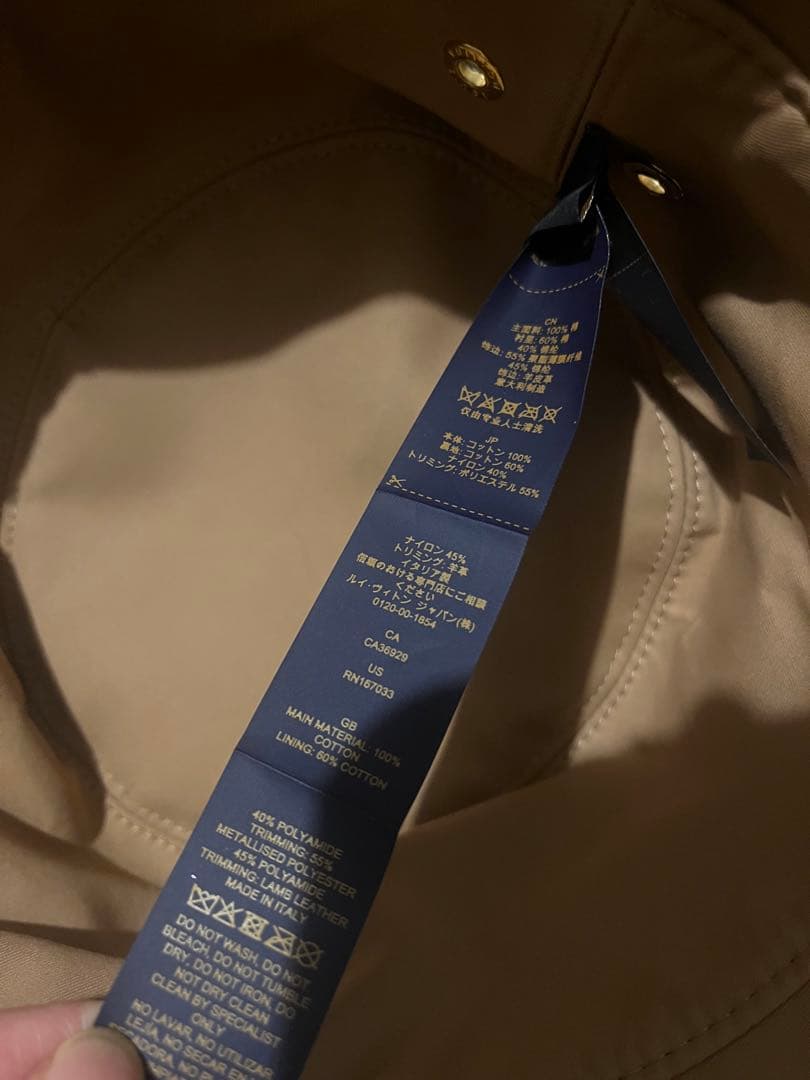 CN
主面料: 100% 棉
衬里: 60% 棉
40% 锦纶
饰边: 55% 聚酯薄膜纤维
45% 锦纶
饰边: 羊皮革
意大利制造
仅由专业人士清洗
JP
本体: コットン 100%
裏地: コットン 60%
ナイロン 40%
トリミング: ポリエステル 55%
ナイロン 45%
トリミング: 羊革
イタリア製
信頼のおける専門店にご相談
ください
ルイ・ヴィトン ジャパン(株)
0120-00-1854
CA
CA36929
US
RN167033
GB
MAIN MATERIAL: 100%
COTTON
LINING: 60% COTTON
40% POLYAMIDE
TRIMMING: 55%
METALLISED POLYESTER
45% POLYAMIDE
TRIMMING: LAMB LEATHER
MADE IN ITALY
DO NOT WASH, DO NOT
BLEACH, DO NOT TUMBLE
DRY, DO NOT IRON, DO
NOT DRY CLEAN
CLEAN BY SPECIALIST
ONLY
NO LAVAR, NO UTILIZAR
LEJÍA, NO SECAR EN
NO